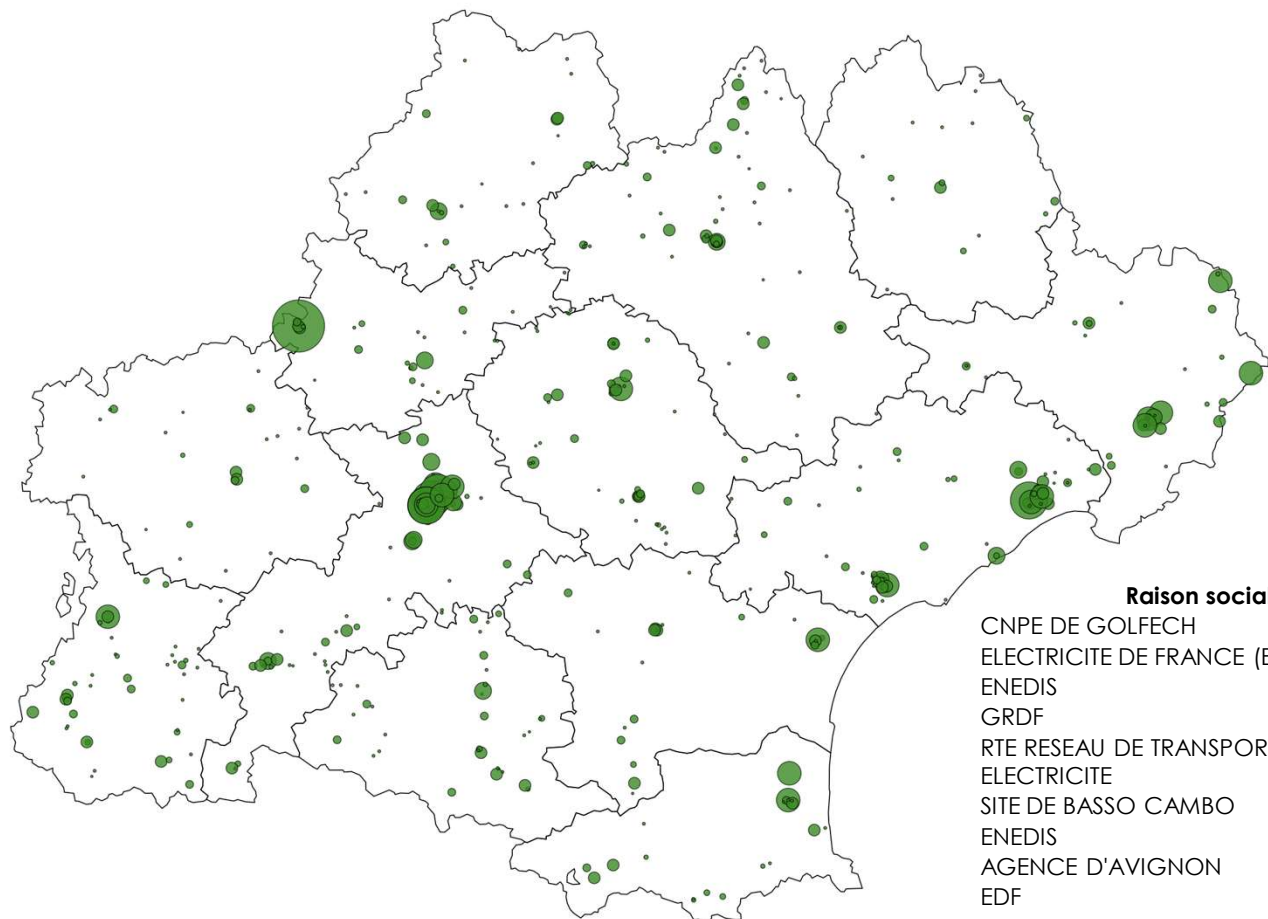 Raison socia
CNPE DE GOLFECH
ELECTRICITE DE FRANCE (E
ENEDIS
GRDF
RTE RESEAU DE TRANSPOR
ELECTRICITE
SITE DE BASSO CAMBO
ENEDIS
AGENCE D'AVIGNON
EDF